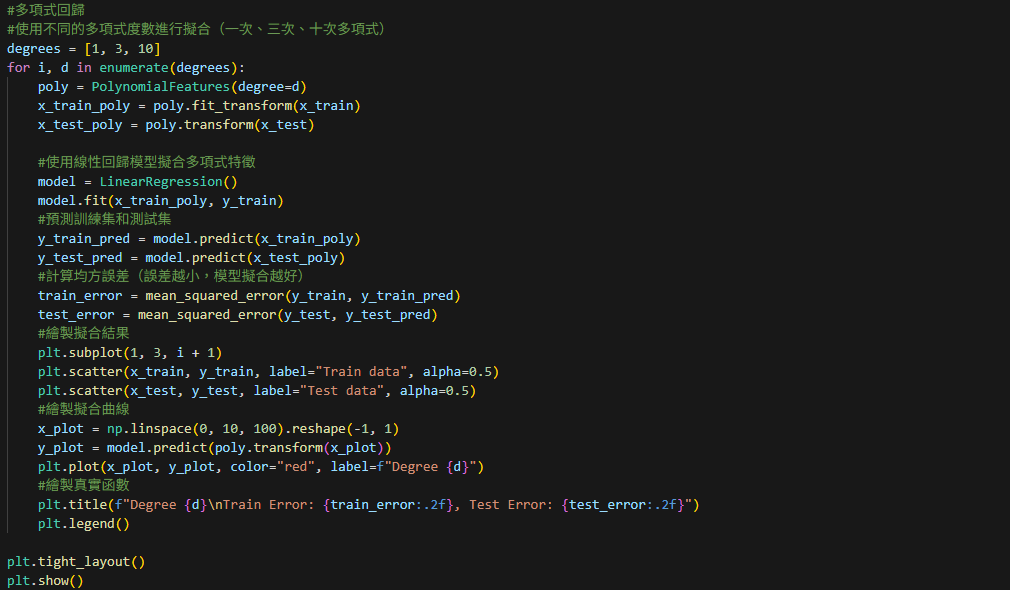 #多項式回歸
#使用不同的多項式度數進行擬合（一次、三次、十次多項式）
degrees = [1, 3, 10]
for i, d in enumerate(degrees):
    poly = PolynomialFeatures(degree=d)
    x_train_poly = poly.fit_transform(x_train)
    x_test_poly = poly.transform(x_test)

    #使用線性回歸模型擬合多項式特徵
    model = LinearRegression()
    model.fit(x_train_poly, y_train)
    #預測訓練集和測試集
    y_train_pred = model.predict(x_train_poly)
    y_test_pred = model.predict(x_test_poly)
    #計算均方誤差（誤差越小，模型擬合越好）
    train_error = mean_squared_error(y_train, y_train_pred)
    test_error = mean_squared_error(y_test, y_test_pred)
    #繪製擬合結果
    plt.subplot(1, 3, i + 1)
    plt.scatter(x_train, y_train, label="Train data", alpha=0.5)
    plt.scatter(x_test, y_test, label="Test data", alpha=0.5)
    #繪製擬合曲線
    x_plot = np.linspace(0, 10, 100).reshape(-1, 1)
    y_plot = model.predict(poly.transform(x_plot))
    plt.plot(x_plot, y_plot, color="red", label=f"Degree {d}")
    #繪製真實函數
    plt.title(f"Degree {d}\nTrain Error: {train_error:.2f}, Test Error: {test_error:.2f}")
    plt.legend()

plt.tight_layout()
plt.show()